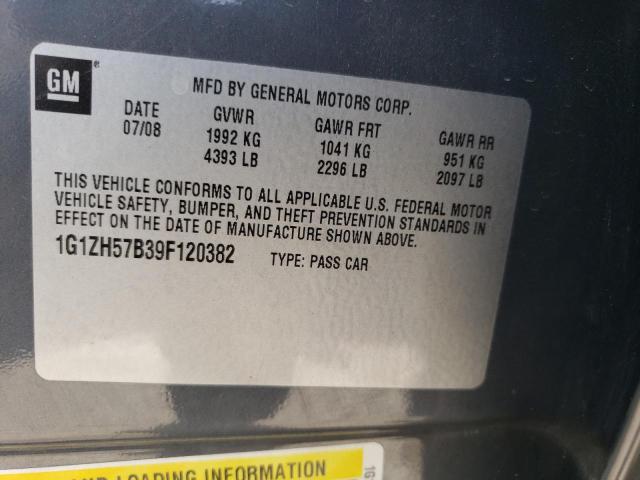 GM
MFD BY GENERAL MOTORS CORP.
DATE GVWR GAWR FRT GAWR RR
07/08 1992 KG 1041 KG 951 KG
4393 LB 2296 LB 2097 LB
THIS VEHICLE CONFORMS TO ALL APPLICABLE U.S. FEDERAL MOTOR
VEHICLE SAFETY, BUMPER, AND THEFT PREVENTION STANDARDS IN
EFFECT ON THE DATE OF MANUFACTURE SHOWN ABOVE.
1G1ZH57B39F120382 TYPE: PASS CAR
AND LOADING INFORMATION
1G